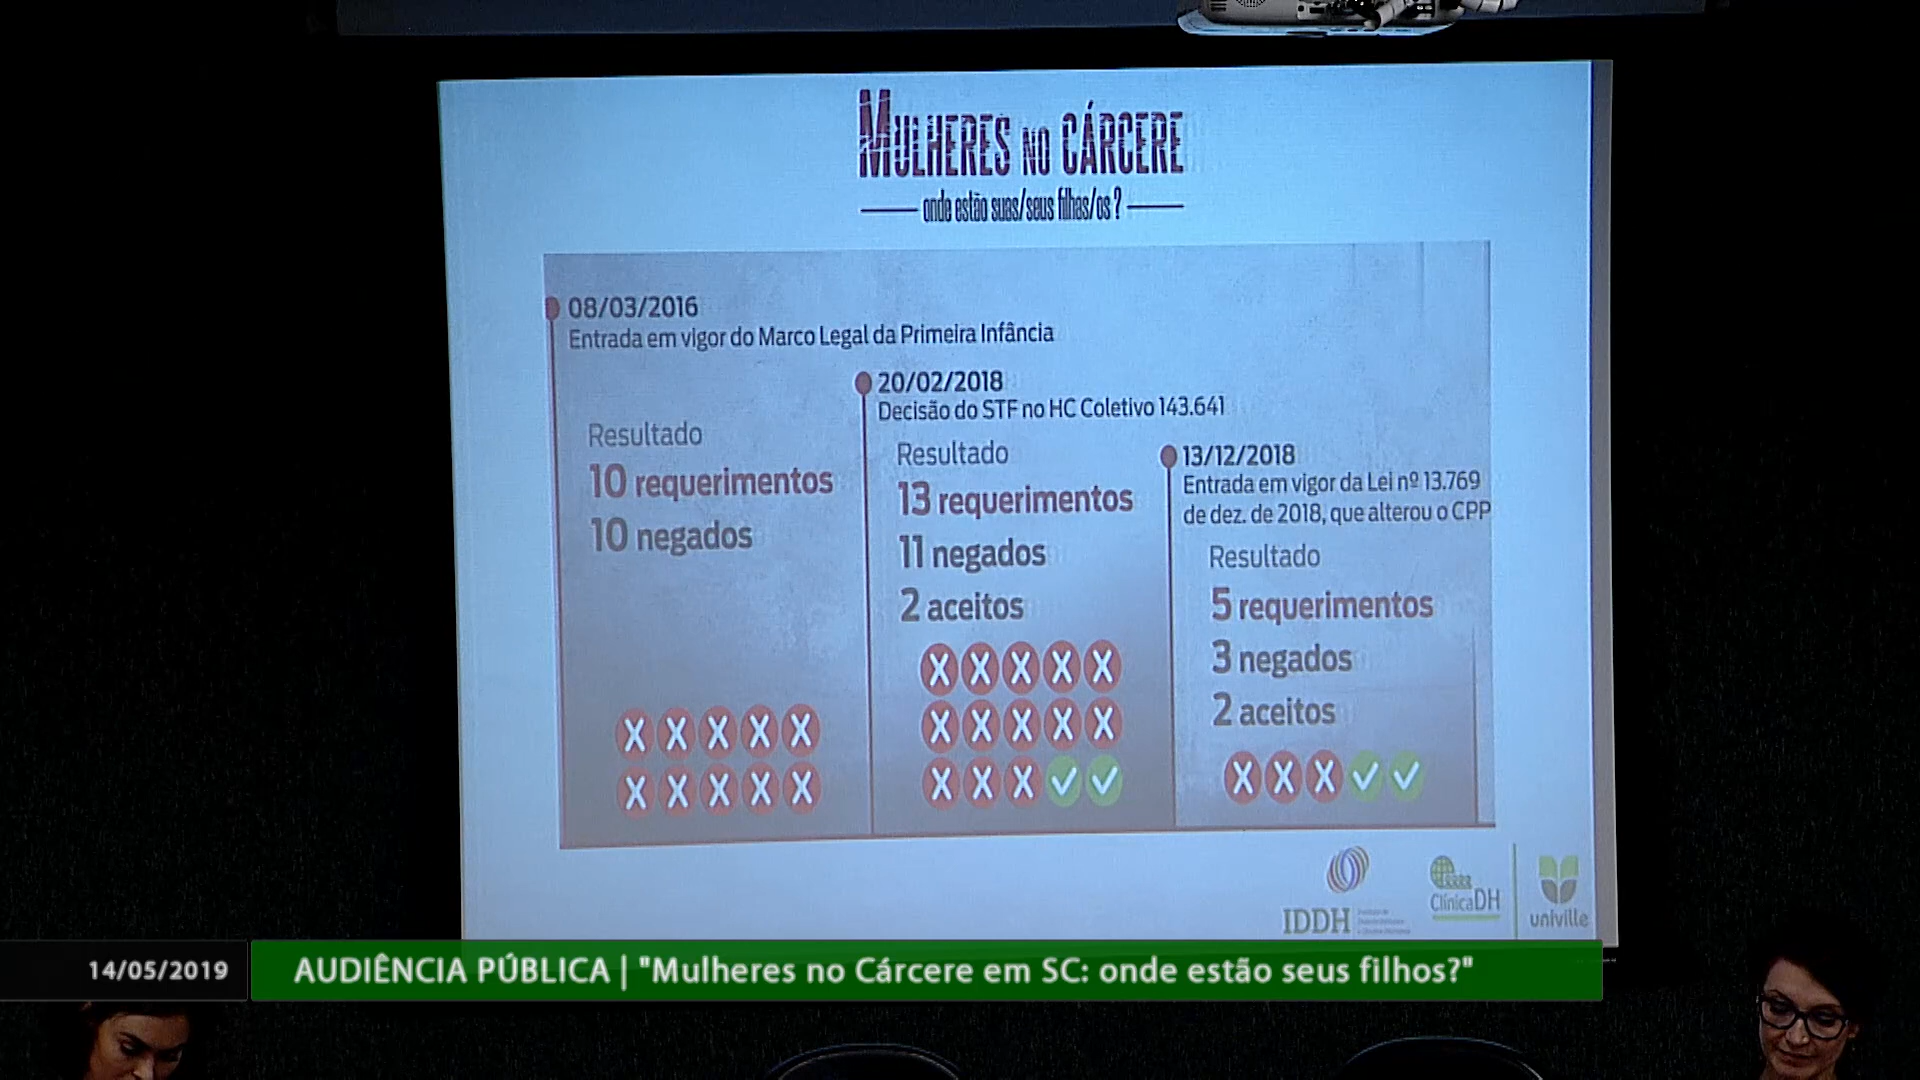 MULHERES NO CÁRCERE
onde estão suas/seus filhas/os?
08/03/2016
Entrada em vigor do Marco Legal da Primeira Infância
Resultado
10 requerimentos
10 negados
20/02/2018
Decisão do STF no HC Coletivo 143.641
Resultado
13 requerimentos
11 negados
2 aceitos
13/12/2018
Entrada em vigor da Lei nº 13.769
de dez. de 2018, que alterou o CPP
Resultado
5 requerimentos
3 negados
2 aceitos
IDDH
ClínicaDH
univille
14/05/2019
AUDIÊNCIA PÚBLICA | "Mulheres no Cárcere em SC: onde estão seus filhos?"